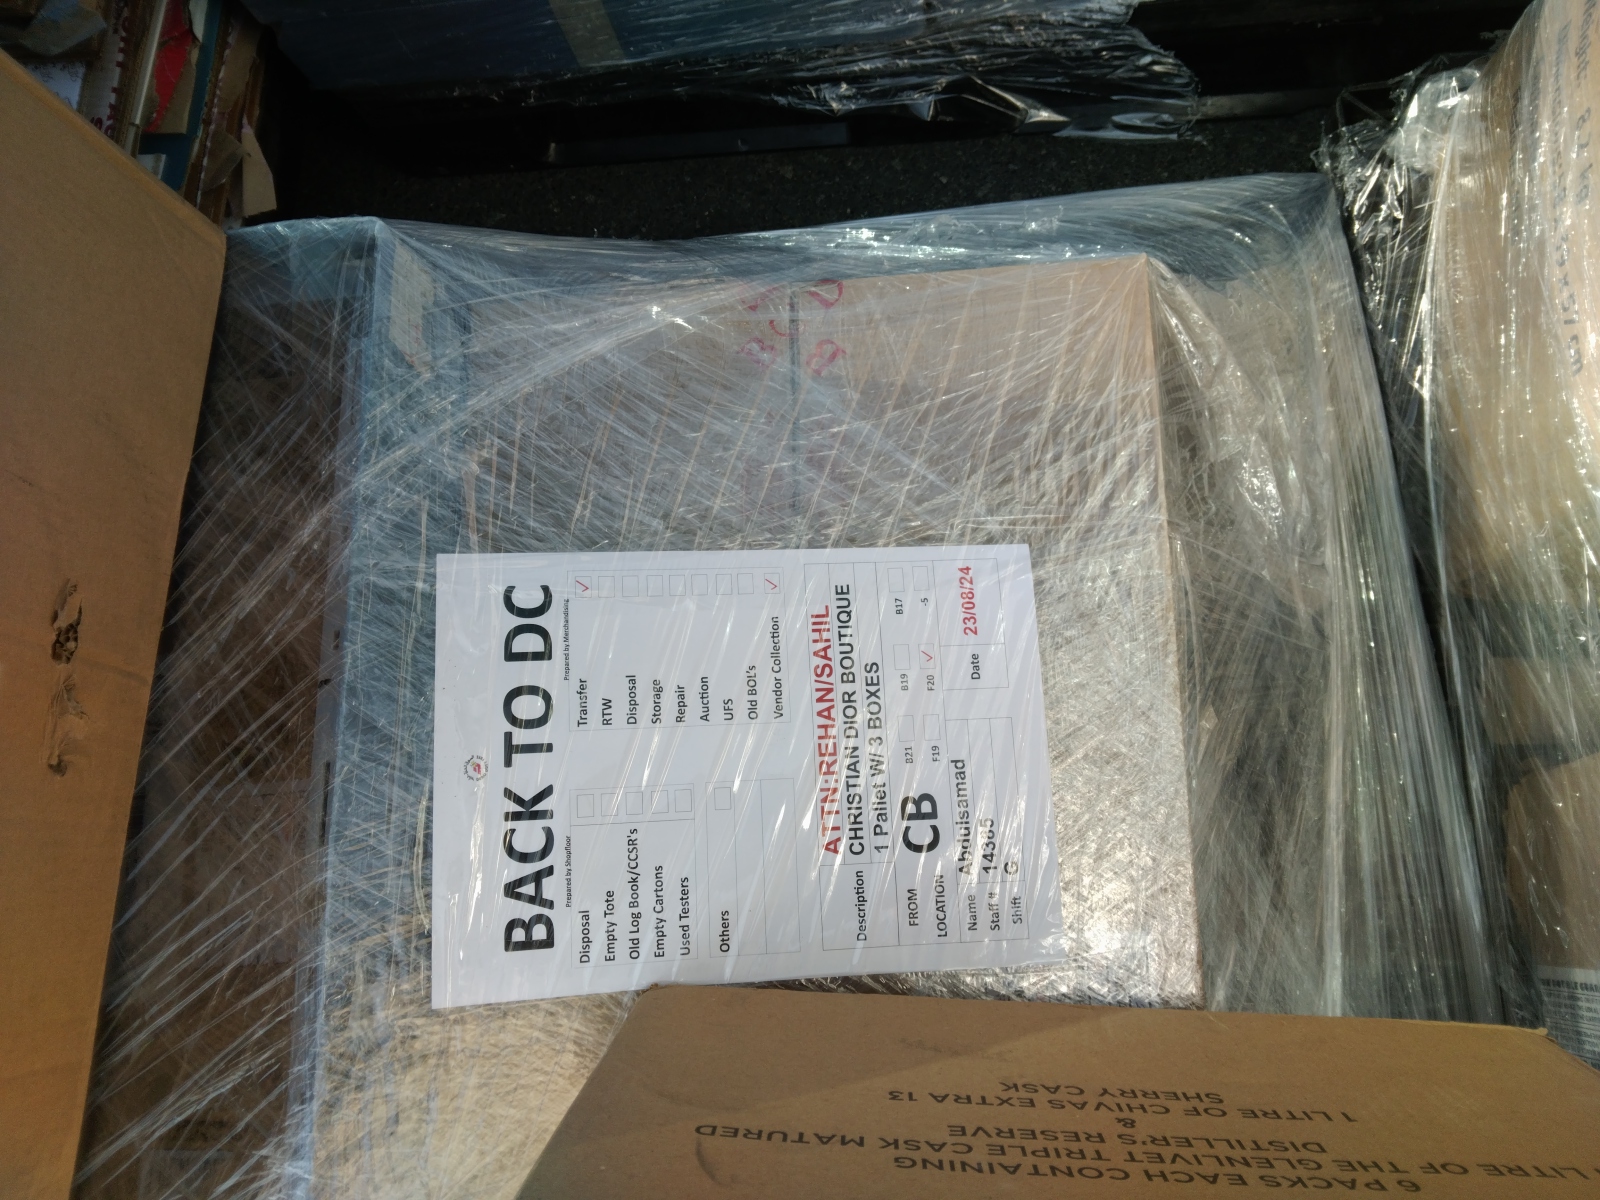 BACK TO DC
Prepared by Shopfloor
Disposal
Empty Tote
Old Log Book/CCSR's
Empty Cartons
Used Testers
Others
Prepared by Merchandising
Transfer ✓
RTW
Disposal
Storage
Repair
Auction
UFS
Old BOL's
Vendor Collection ✓
ATTN:REHAN/SAHIL
Description CHRISTIAN DIOR BOUTIQUE
1 Pallet W/ 3 BOXES
FROM LOCATION CB
B21 B19 B17
F19 F20 ✓ -5
Name Abdulsamad
Staff # 14385
Shift G
Date 23/08/24
6 PACKS EACH CONTAINING
LITRE OF THE GLENLIVET TRIPLE CASK MATURED
DISTILLER'S RESERVE
&
1 LITRE OF CHIVAS EXTRA 13
SHERRY CASK